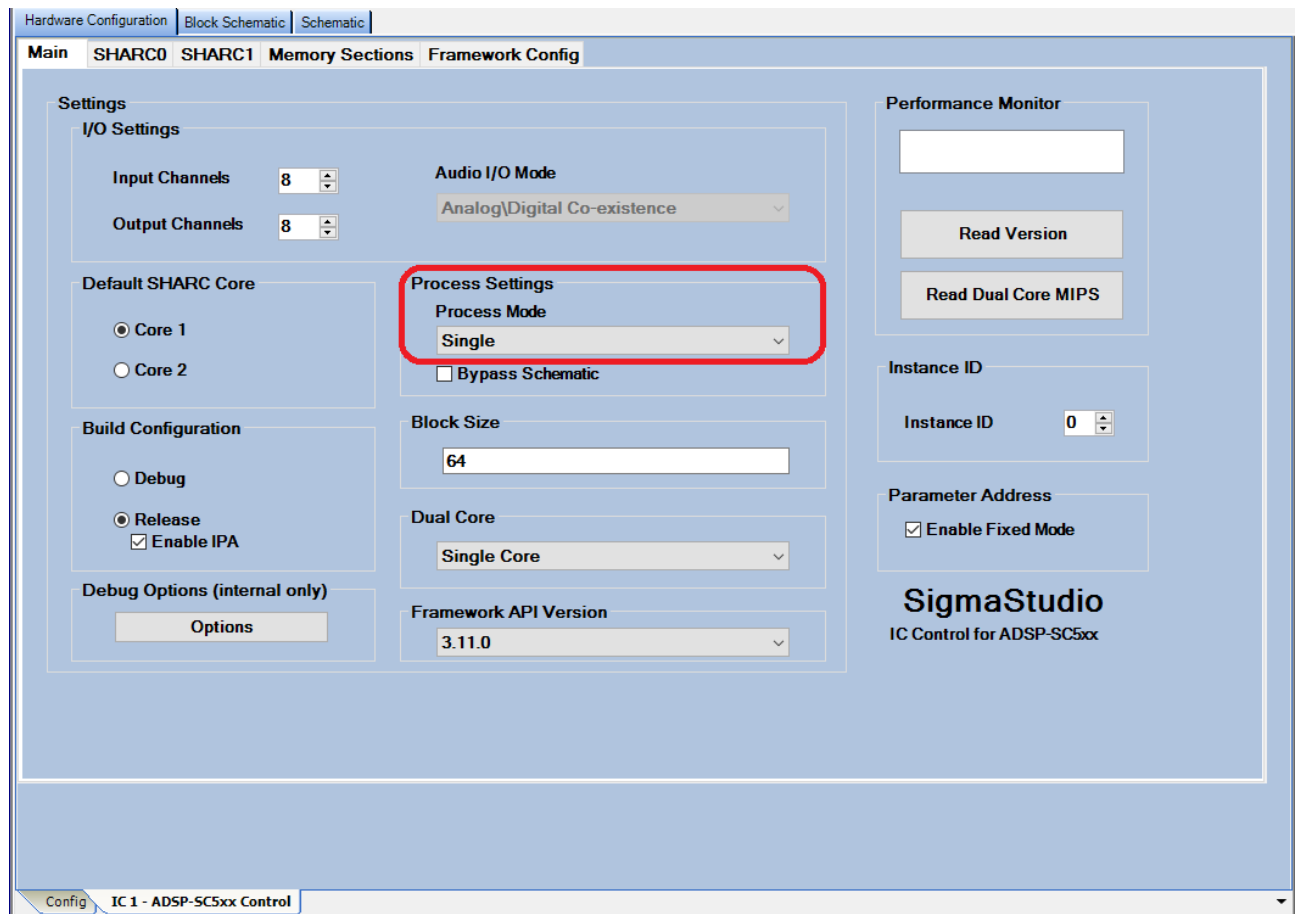 Hardware Configuration Block Schematic Schematic
Main SHARC0 SHARC1 Memory Sections Framework Config
Settings
I/O Settings
Input Channels 8
Output Channels 8
Audio I/O Mode
Analog\Digital Co-existence
Default SHARC Core
Core 1
Core 2
Process Settings
Process Mode
Single
Bypass Schematic
Build Configuration
Debug
Release
Enable IPA
Block Size
64
Dual Core
Single Core
Debug Options (internal only)
Options
Framework API Version
3.11.0
Performance Monitor
Read Version
Read Dual Core MIPS
Instance ID
Instance ID 0
Parameter Address
Enable Fixed Mode
SigmaStudio
IC Control for ADSP-SC5xx
Config IC 1 - ADSP-SC5xx Control